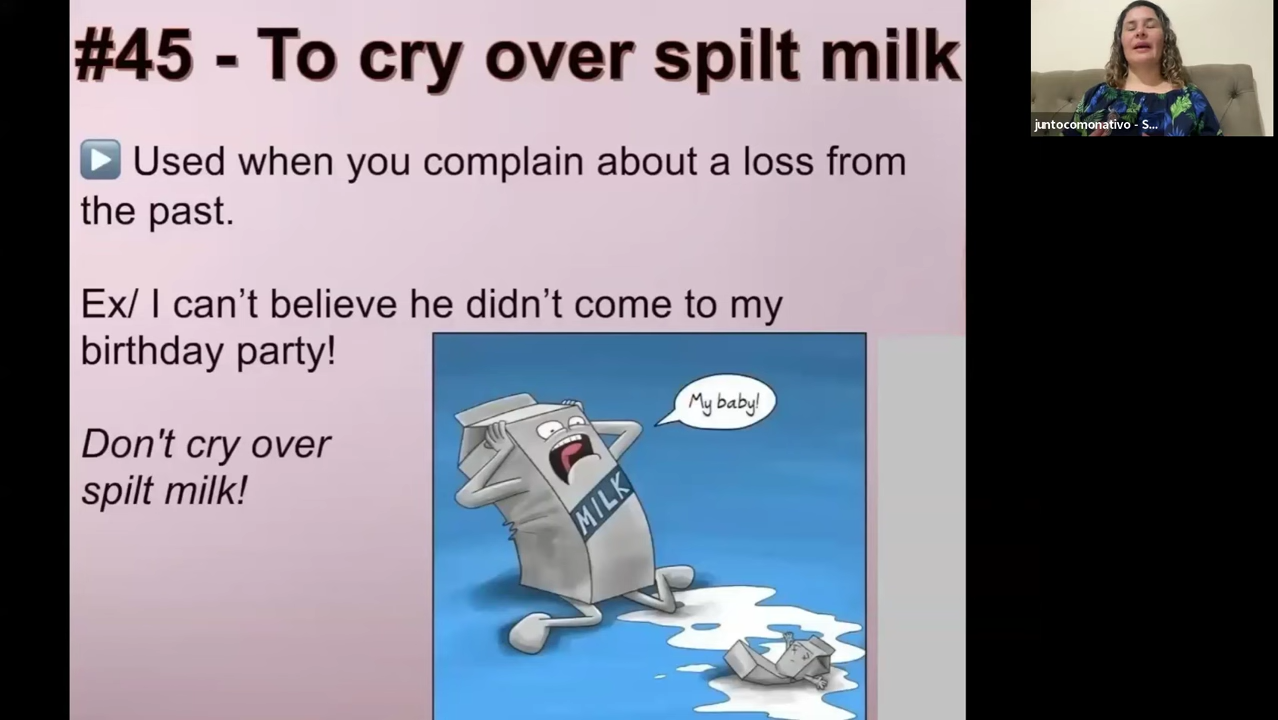 #45 - To cry over spilt milk
juntocomonativo - S...
Used when you complain about a loss from
the past.
Ex/ I can’t believe he didn’t come to my
birthday party!
My baby!
Don't cry over
spilt milk!
MILK